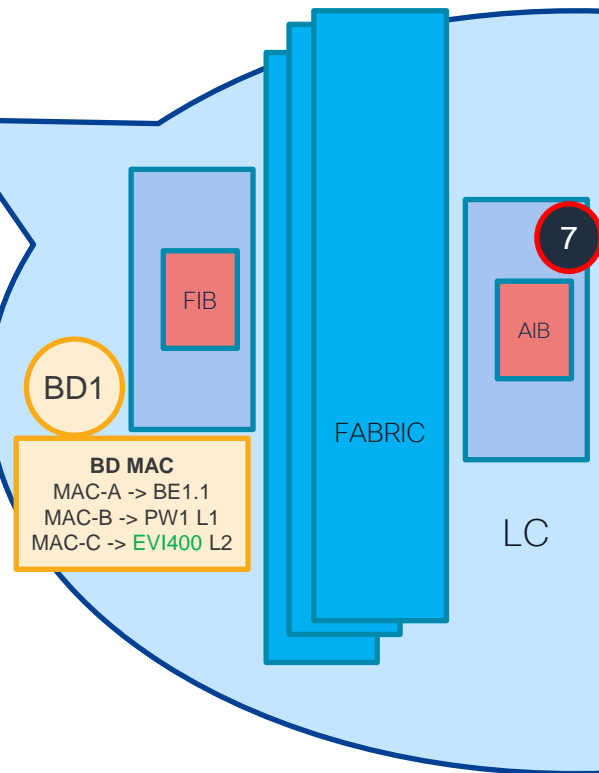 7
FIB
AIB
BD1
FABRIC
BD MAC
MAC-A -> BE1.1
MAC-B -> PW1 L1
MAC-C -> EVI400 L2
LC